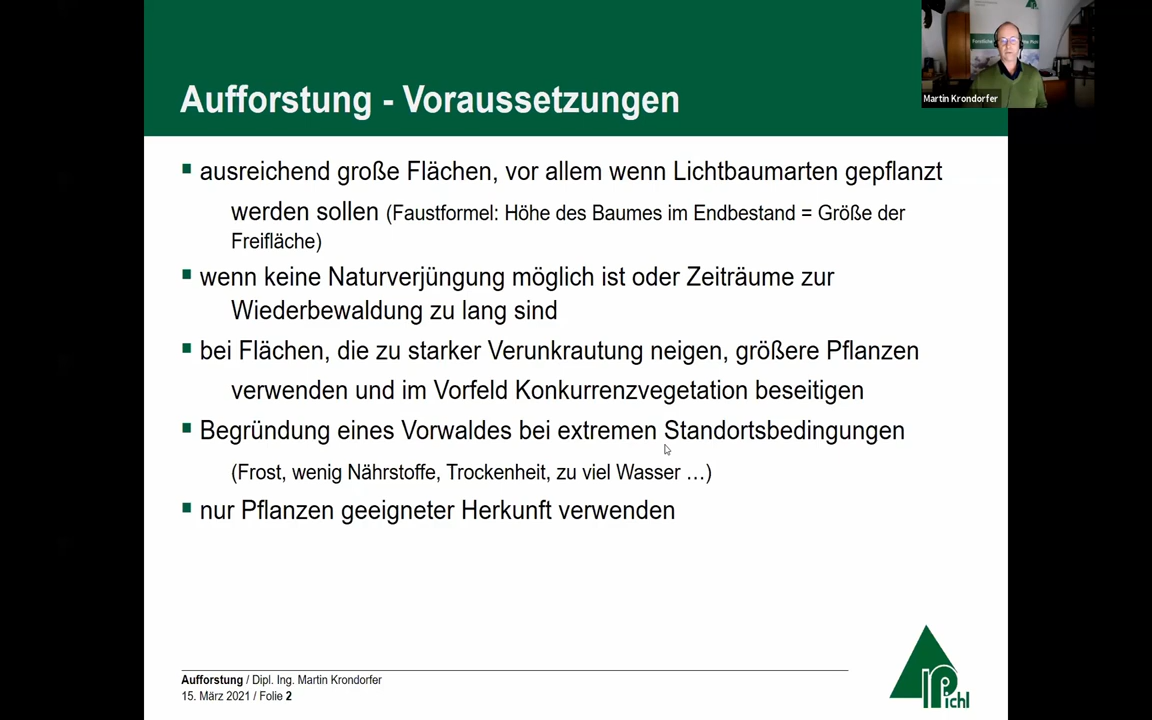 Aufforstung - Voraussetzungen
Martin Krondorfer
ausreichend große Flächen, vor allem wenn Lichtbaumarten gepflanzt
werden sollen (Faustformel: Höhe des Baumes im Endbestand = Größe der
Freifläche)
wenn keine Naturverjüngung möglich ist oder Zeiträume zur
Wiederbewaldung zu lang sind
bei Flächen, die zu starker Verunkrautung neigen, größere Pflanzen
verwenden und im Vorfeld Konkurrenzvegetation beseitigen
Begründung eines Vorwaldes bei extremen Standortsbedingungen
(Frost, wenig Nährstoffe, Trockenheit, zu viel Wasser …)
nur Pflanzen geeigneter Herkunft verwenden
Aufforstung / Dipl. Ing. Martin Krondorfer
15. März 2021 / Folie 2
Pichl